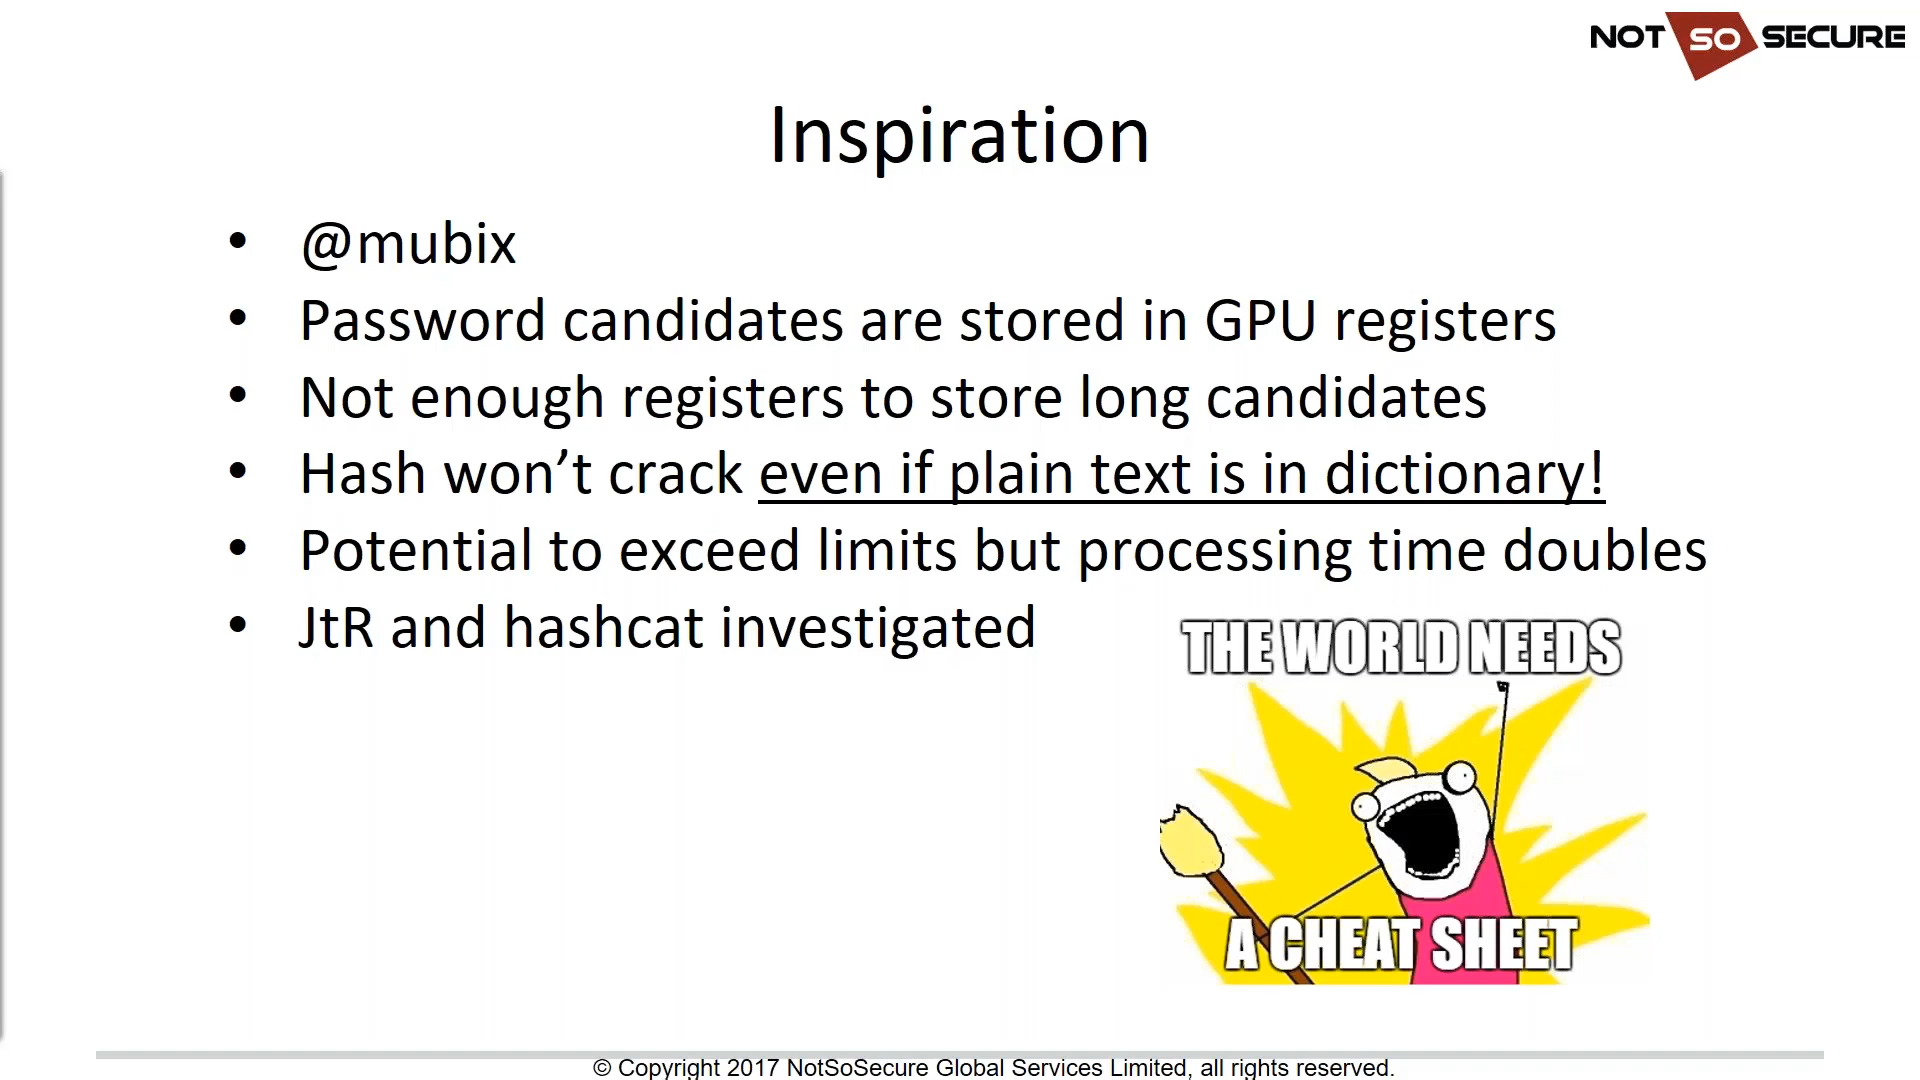 NOT SO SECURE
Inspiration
• @mubix
• Password candidates are stored in GPU registers
• Not enough registers to store long candidates
• Hash won’t crack even if plain text is in dictionary!
• Potential to exceed limits but processing time doubles
• JtR and hashcat investigated
THE WORLD NEEDS
A CHEAT SHEET
© Copyright 2017 NotSoSecure Global Services Limited, all rights reserved.